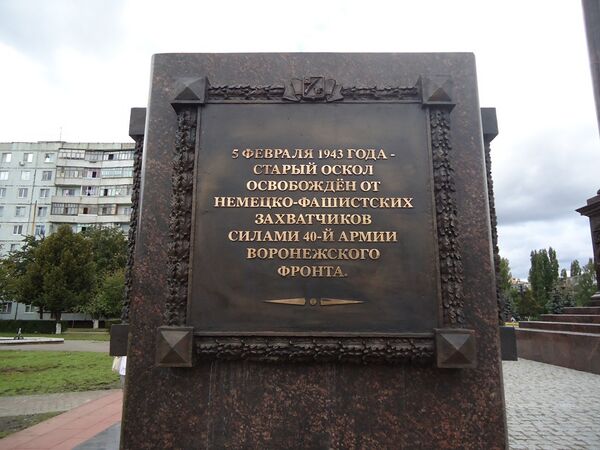 5 ФЕВРАЛЯ 1943 ГОДА -
СТАРЫЙ ОСКОЛ
ОСВОБОЖДЁН ОТ
НЕМЕЦКО-ФАШИСТСКИХ
ЗАХВАТЧИКОВ
СИЛАМИ 40-Й АРМИИ
ВОРОНЕЖСКОГО
ФРОНТА.